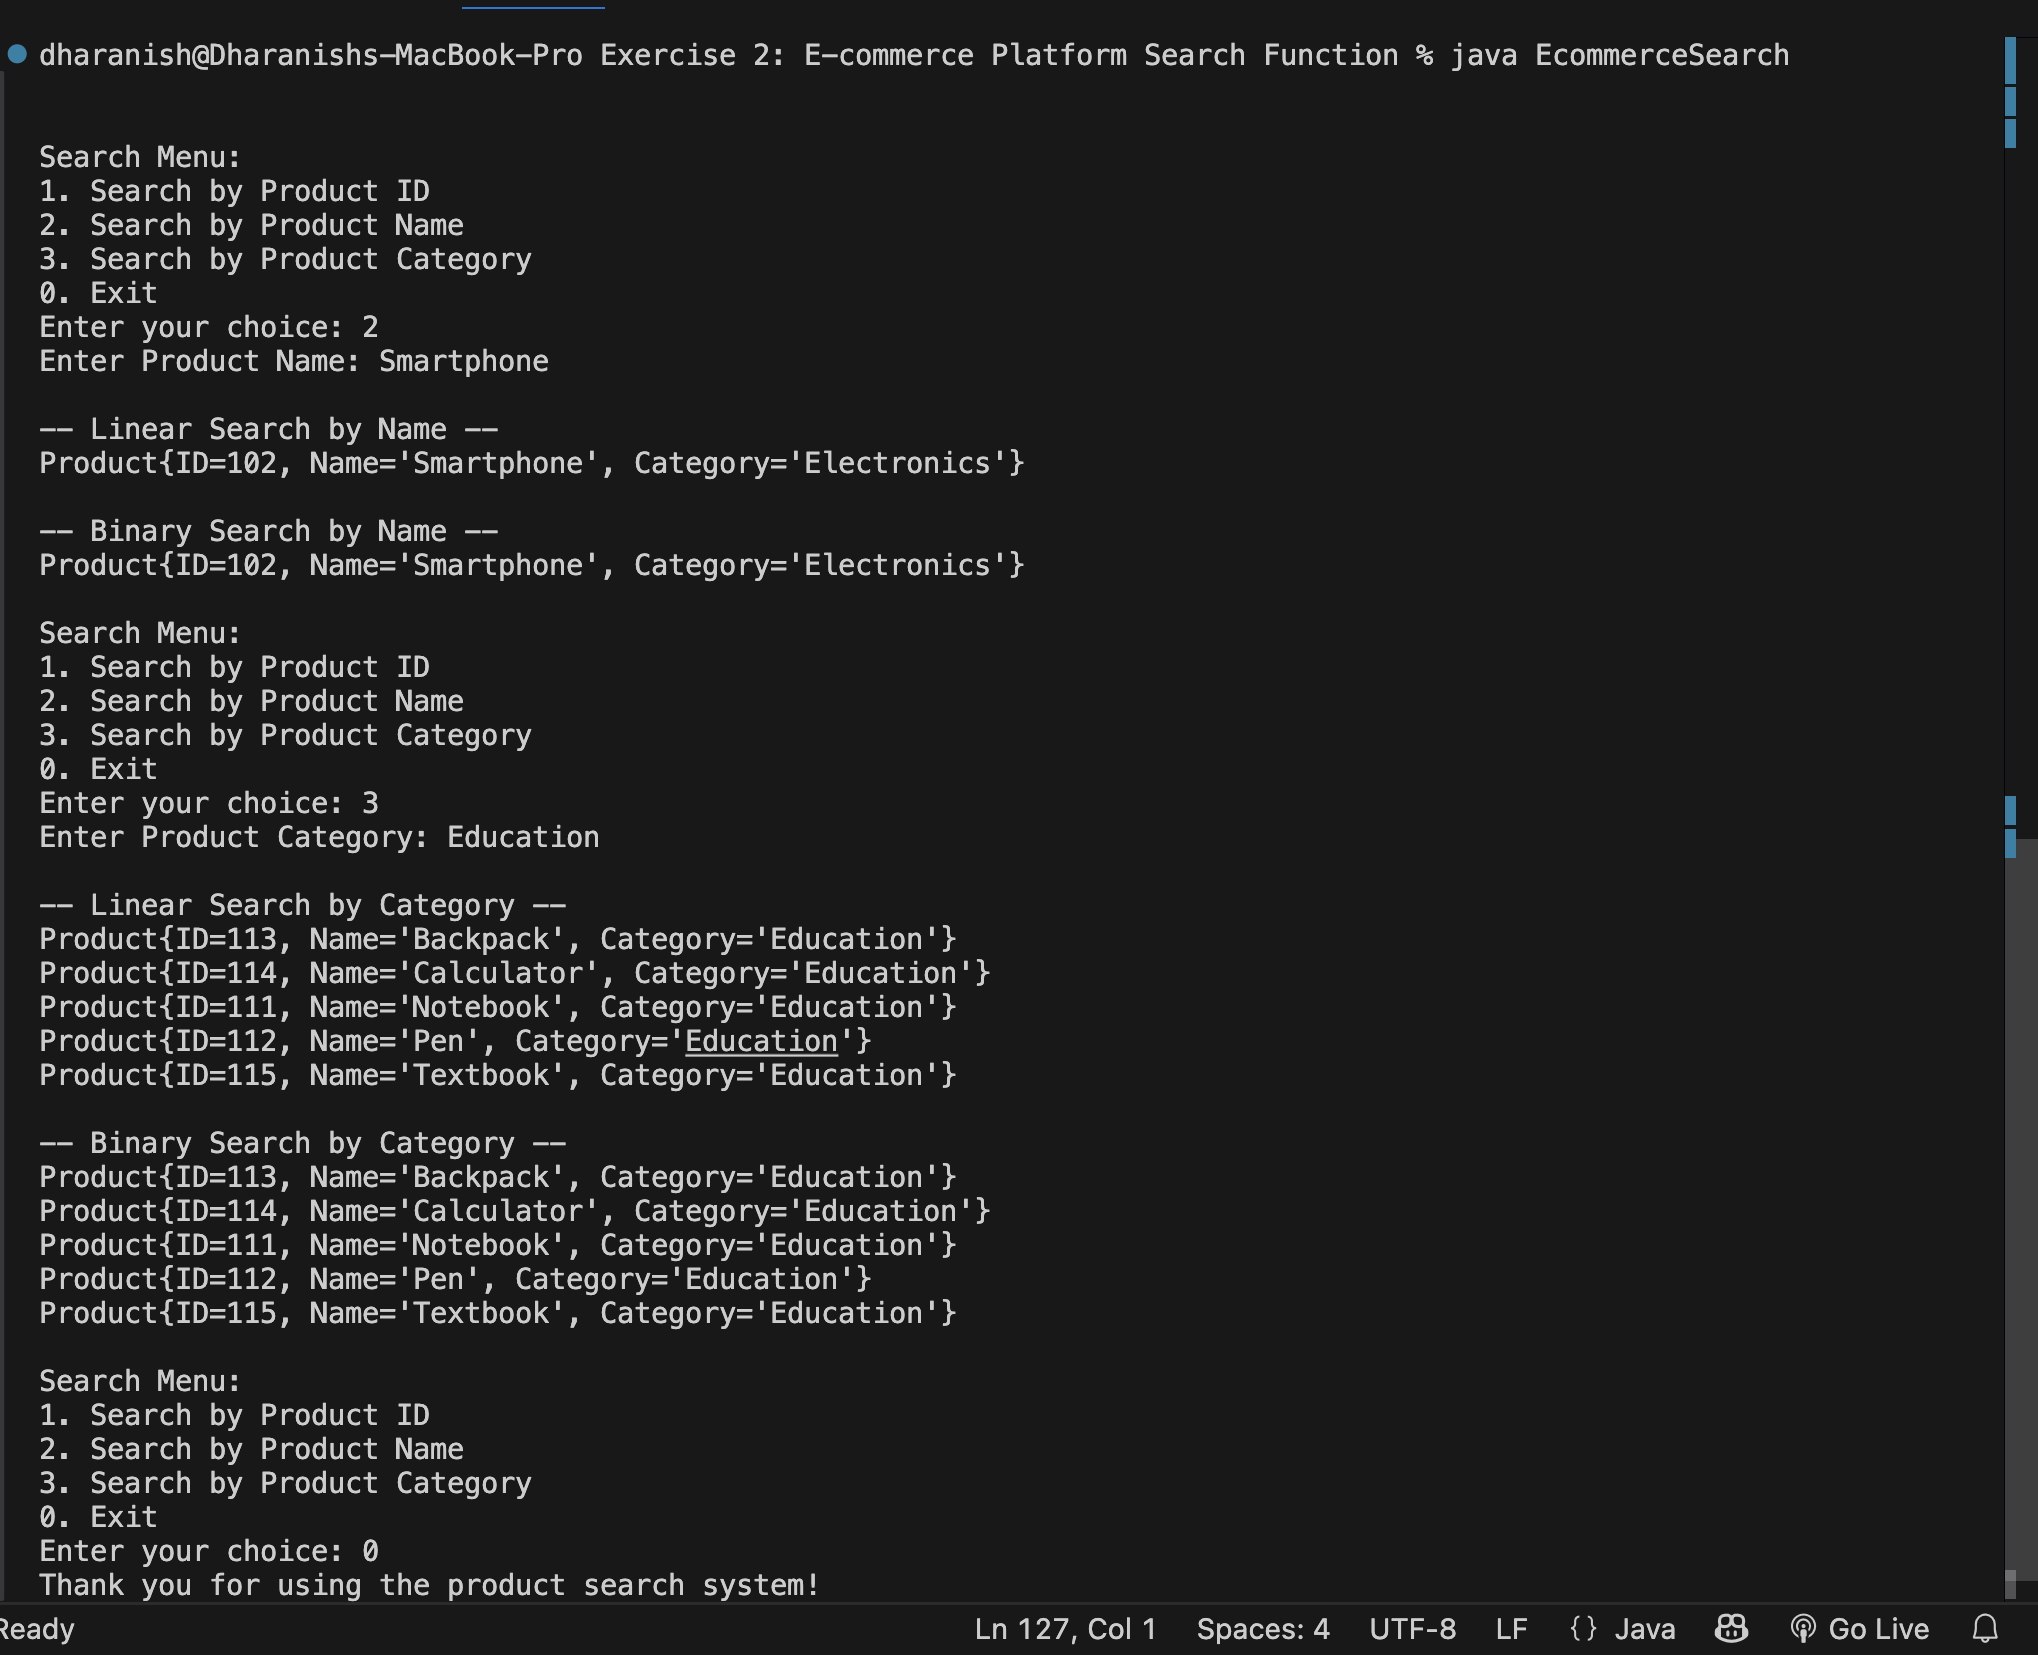 dharanish@Dharanishs-MacBook-Pro Exercise 2: E-commerce Platform Search Function % java EcommerceSearch
Search Menu:
1. Search by Product ID
2. Search by Product Name
3. Search by Product Category
0. Exit
Enter your choice: 2
Enter Product Name: Smartphone
-- Linear Search by Name --
Product{ID=102, Name='Smartphone', Category='Electronics'}
-- Binary Search by Name --
Product{ID=102, Name='Smartphone', Category='Electronics'}
Search Menu:
1. Search by Product ID
2. Search by Product Name
3. Search by Product Category
0. Exit
Enter your choice: 3
Enter Product Category: Education
-- Linear Search by Category --
Product{ID=113, Name='Backpack', Category='Education'}
Product{ID=114, Name='Calculator', Category='Education'}
Product{ID=111, Name='Notebook', Category='Education'}
Product{ID=112, Name='Pen', Category='Education'}
Product{ID=115, Name='Textbook', Category='Education'}
-- Binary Search by Category --
Product{ID=113, Name='Backpack', Category='Education'}
Product{ID=114, Name='Calculator', Category='Education'}
Product{ID=111, Name='Notebook', Category='Education'}
Product{ID=112, Name='Pen', Category='Education'}
Product{ID=115, Name='Textbook', Category='Education'}
Search Menu:
1. Search by Product ID
2. Search by Product Name
3. Search by Product Category
0. Exit
Enter your choice: 0
Thank you for using the product search system!
Ready Ln 127, Col 1 Spaces: 4 UTF-8 LF {} Java Go Live